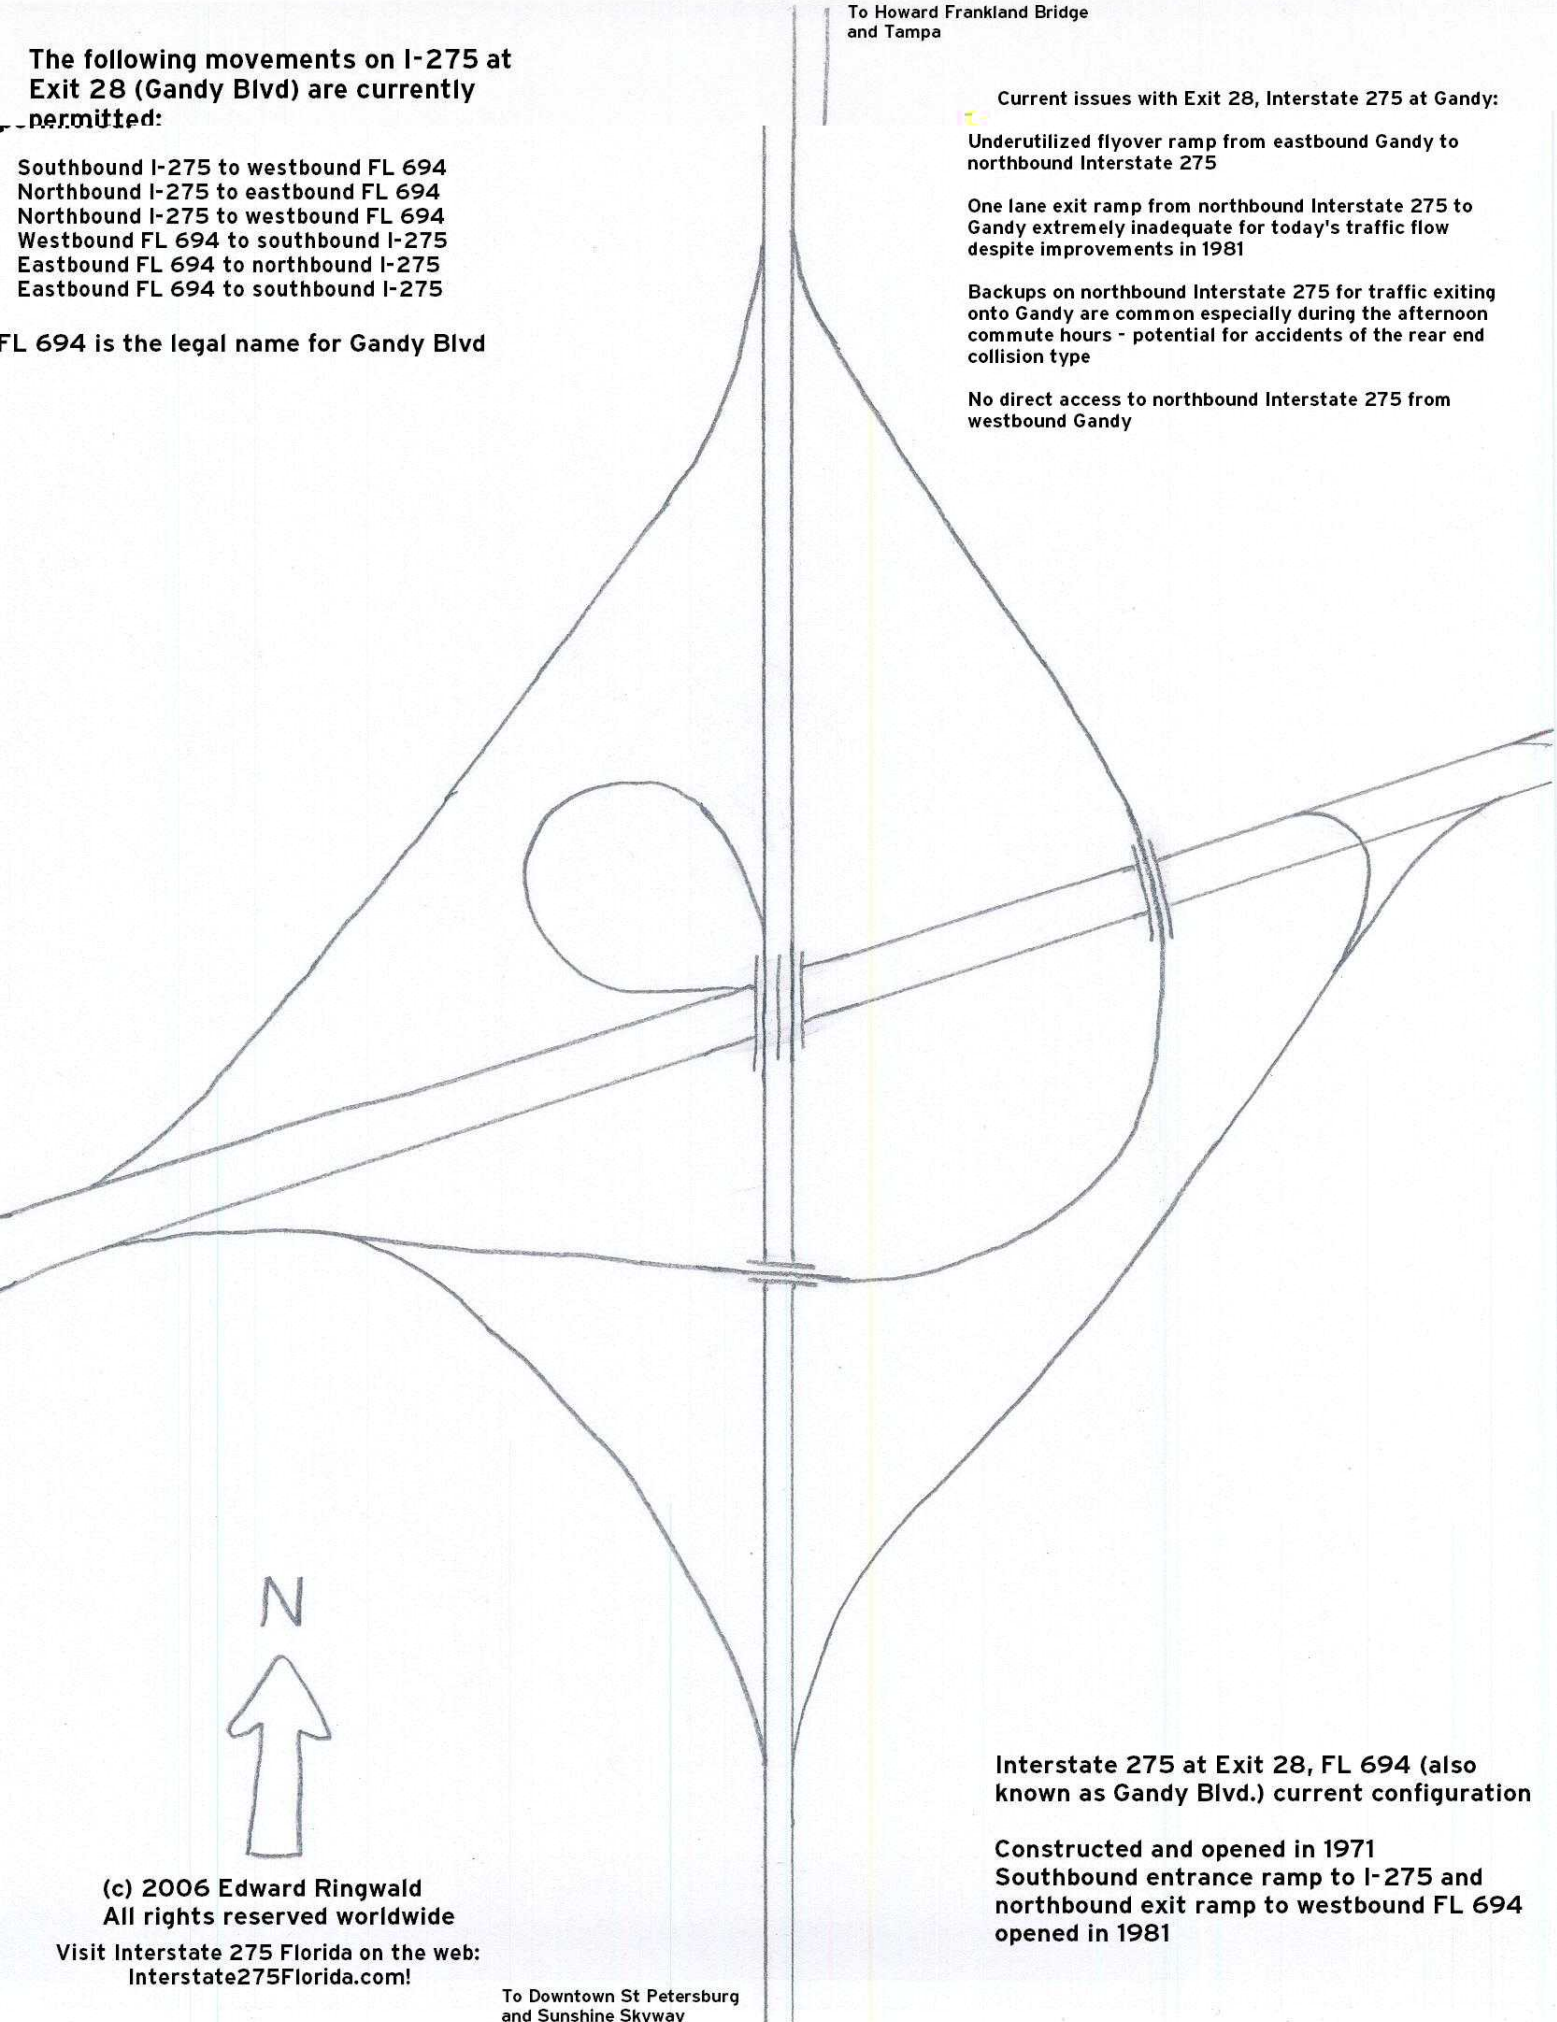 To Howard Frankland Bridge
and Tampa
The following movements on I-275 at
Exit 28 (Gandy Blvd) are currently
permitted:
Southbound I-275 to westbound FL 694
Northbound I-275 to eastbound FL 694
Northbound I-275 to westbound FL 694
Westbound FL 694 to southbound I-275
Eastbound FL 694 to northbound I-275
Eastbound FL 694 to southbound I-275
FL 694 is the legal name for Gandy Blvd
Current issues with Exit 28, Interstate 275 at Gandy:
Underutilized flyover ramp from eastbound Gandy to
northbound Interstate 275
One lane exit ramp from northbound Interstate 275 to
Gandy extremely inadequate for today's traffic flow
despite improvements in 1981
Backups on northbound Interstate 275 for traffic exiting
onto Gandy are common especially during the afternoon
commute hours - potential for accidents of the rear end
collision type
No direct access to northbound Interstate 275 from
westbound Gandy
N
(c) 2006 Edward Ringwald
All rights reserved worldwide
Visit Interstate 275 Florida on the web:
Interstate275Florida.com!
To Downtown St Petersburg
and Sunshine Skyway
Interstate 275 at Exit 28, FL 694 (also
known as Gandy Blvd.) current configuration
Constructed and opened in 1971
Southbound entrance ramp to I-275 and
northbound exit ramp to westbound FL 694
opened in 1981